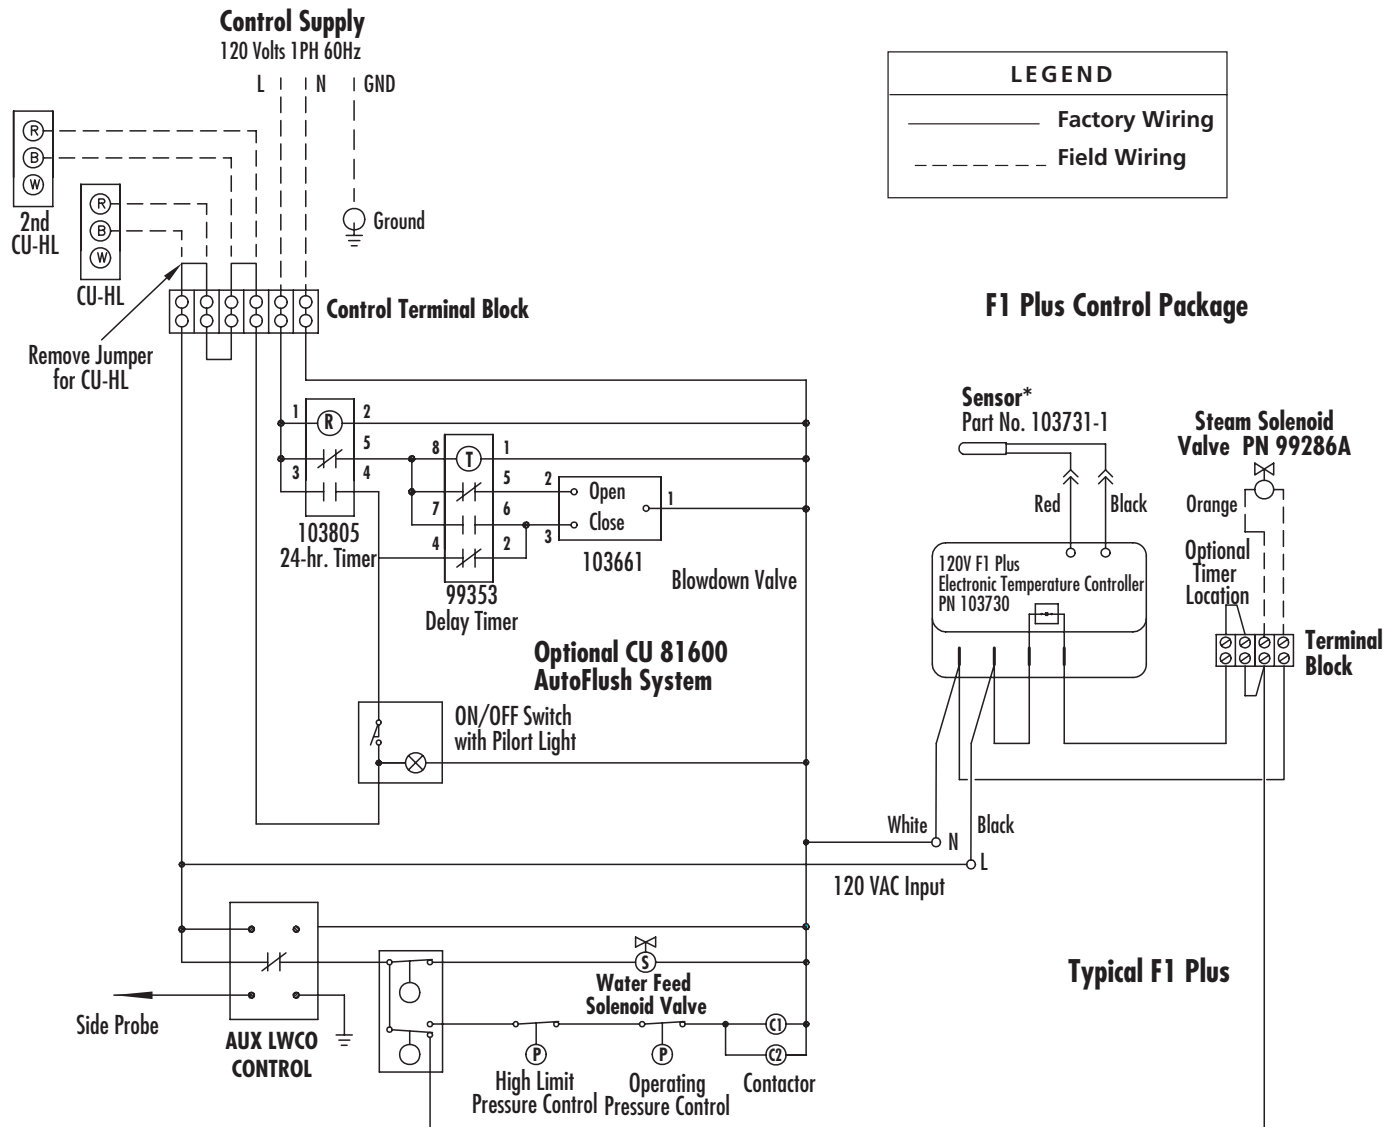 Control Supply
120 Volts 1PH 60Hz
L N GND
LEGEND
Factory Wiring
Field Wiring
R
B
W
2nd
CU-HL
R
B
W
CU-HL
Ground
Control Terminal Block
Remove Jumper
for CU-HL
F1 Plus Control Package
1 R 2
5
3 4
103805
24-hr. Timer
8 T 1
5
7 6
4 2
99353
Delay Timer
2 Open
1
Close
3
103661
Blowdown Valve
Optional CU 81600
AutoFlush System
ON/OFF Switch
with Pilort Light
Sensor*
Part No. 103731-1
Red Black
Steam Solenoid
Valve PN 99286A
Orange
Optional
Timer
Location
120V F1 Plus
Electronic Temperature Controller
PN 103730
Terminal
Block
White N Black
L
120 VAC Input
Typical F1 Plus
Side Probe
AUX LWCO
CONTROL
S
Water Feed
Solenoid Valve
P
High Limit
Pressure Control
P
Operating
Pressure Control
C1
C2
Contactor